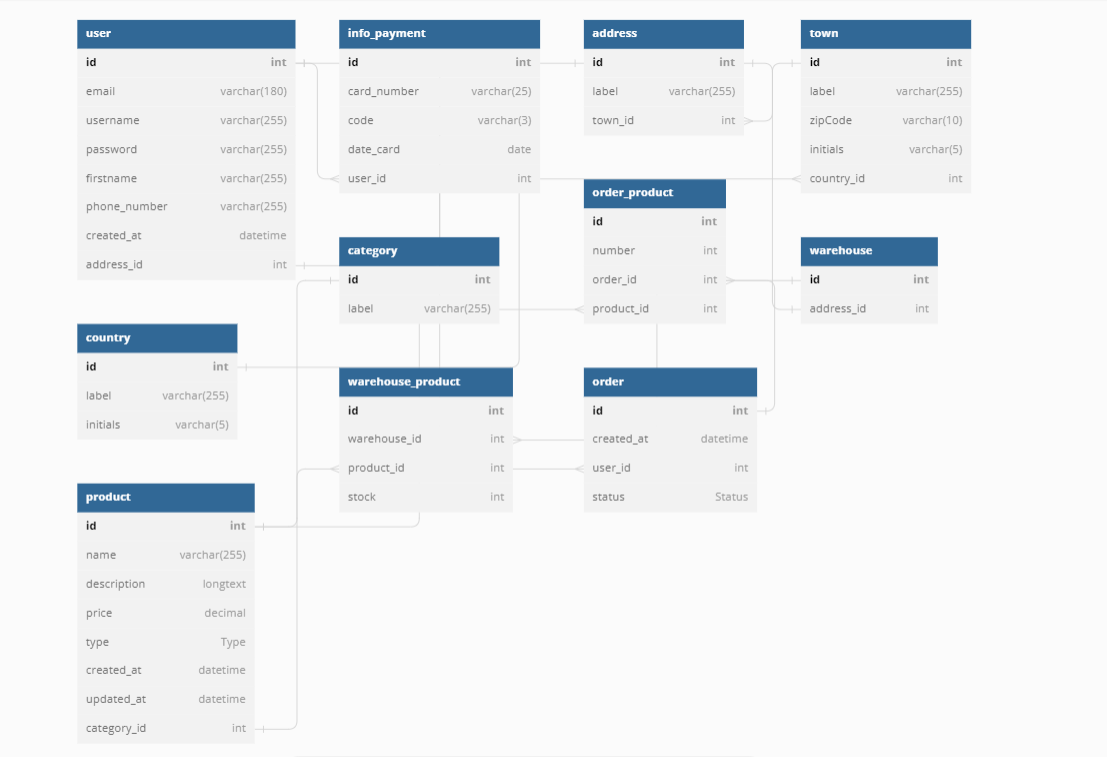 user
id int
email varchar(180)
username varchar(255)
password varchar(255)
firstname varchar(255)
phone_number varchar(255)
created_at datetime
address_id int
info_payment
id int
card_number varchar(25)
code varchar(3)
date_card date
user_id int
address
id int
label varchar(255)
town_id int
town
id int
label varchar(255)
zipCode varchar(10)
initials varchar(5)
country_id int
order_product
id int
number int
order_id int
product_id int
category
id int
label varchar(255)
warehouse
id int
address_id int
country
id int
label varchar(255)
initials varchar(5)
warehouse_product
id int
warehouse_id int
product_id int
stock int
order
id int
created_at datetime
user_id int
status Status
product
id int
name varchar(255)
description longtext
price decimal
type Type
created_at datetime
updated_at datetime
category_id int